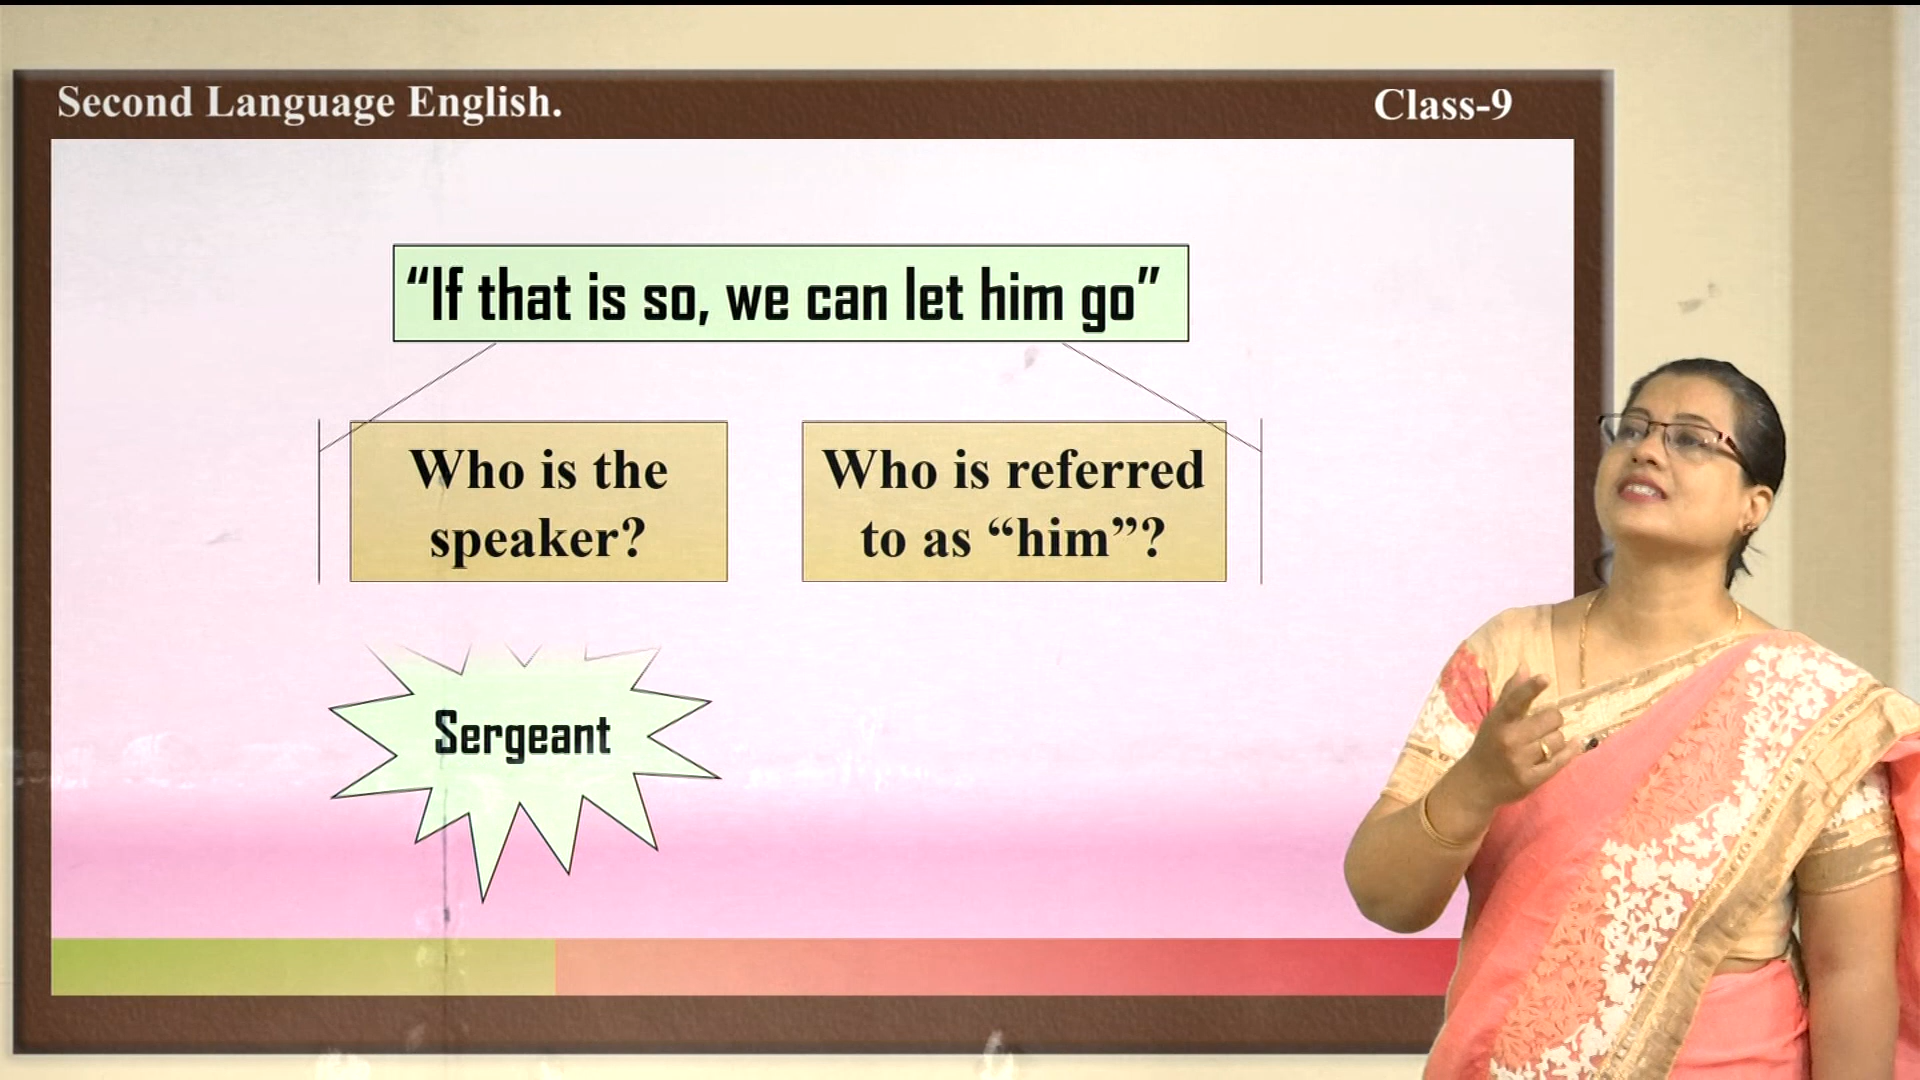 Second Language English.
Class-9
“If that is so, we can let him go”
Who is the
speaker?
Who is referred
to as “him”?
Sergeant